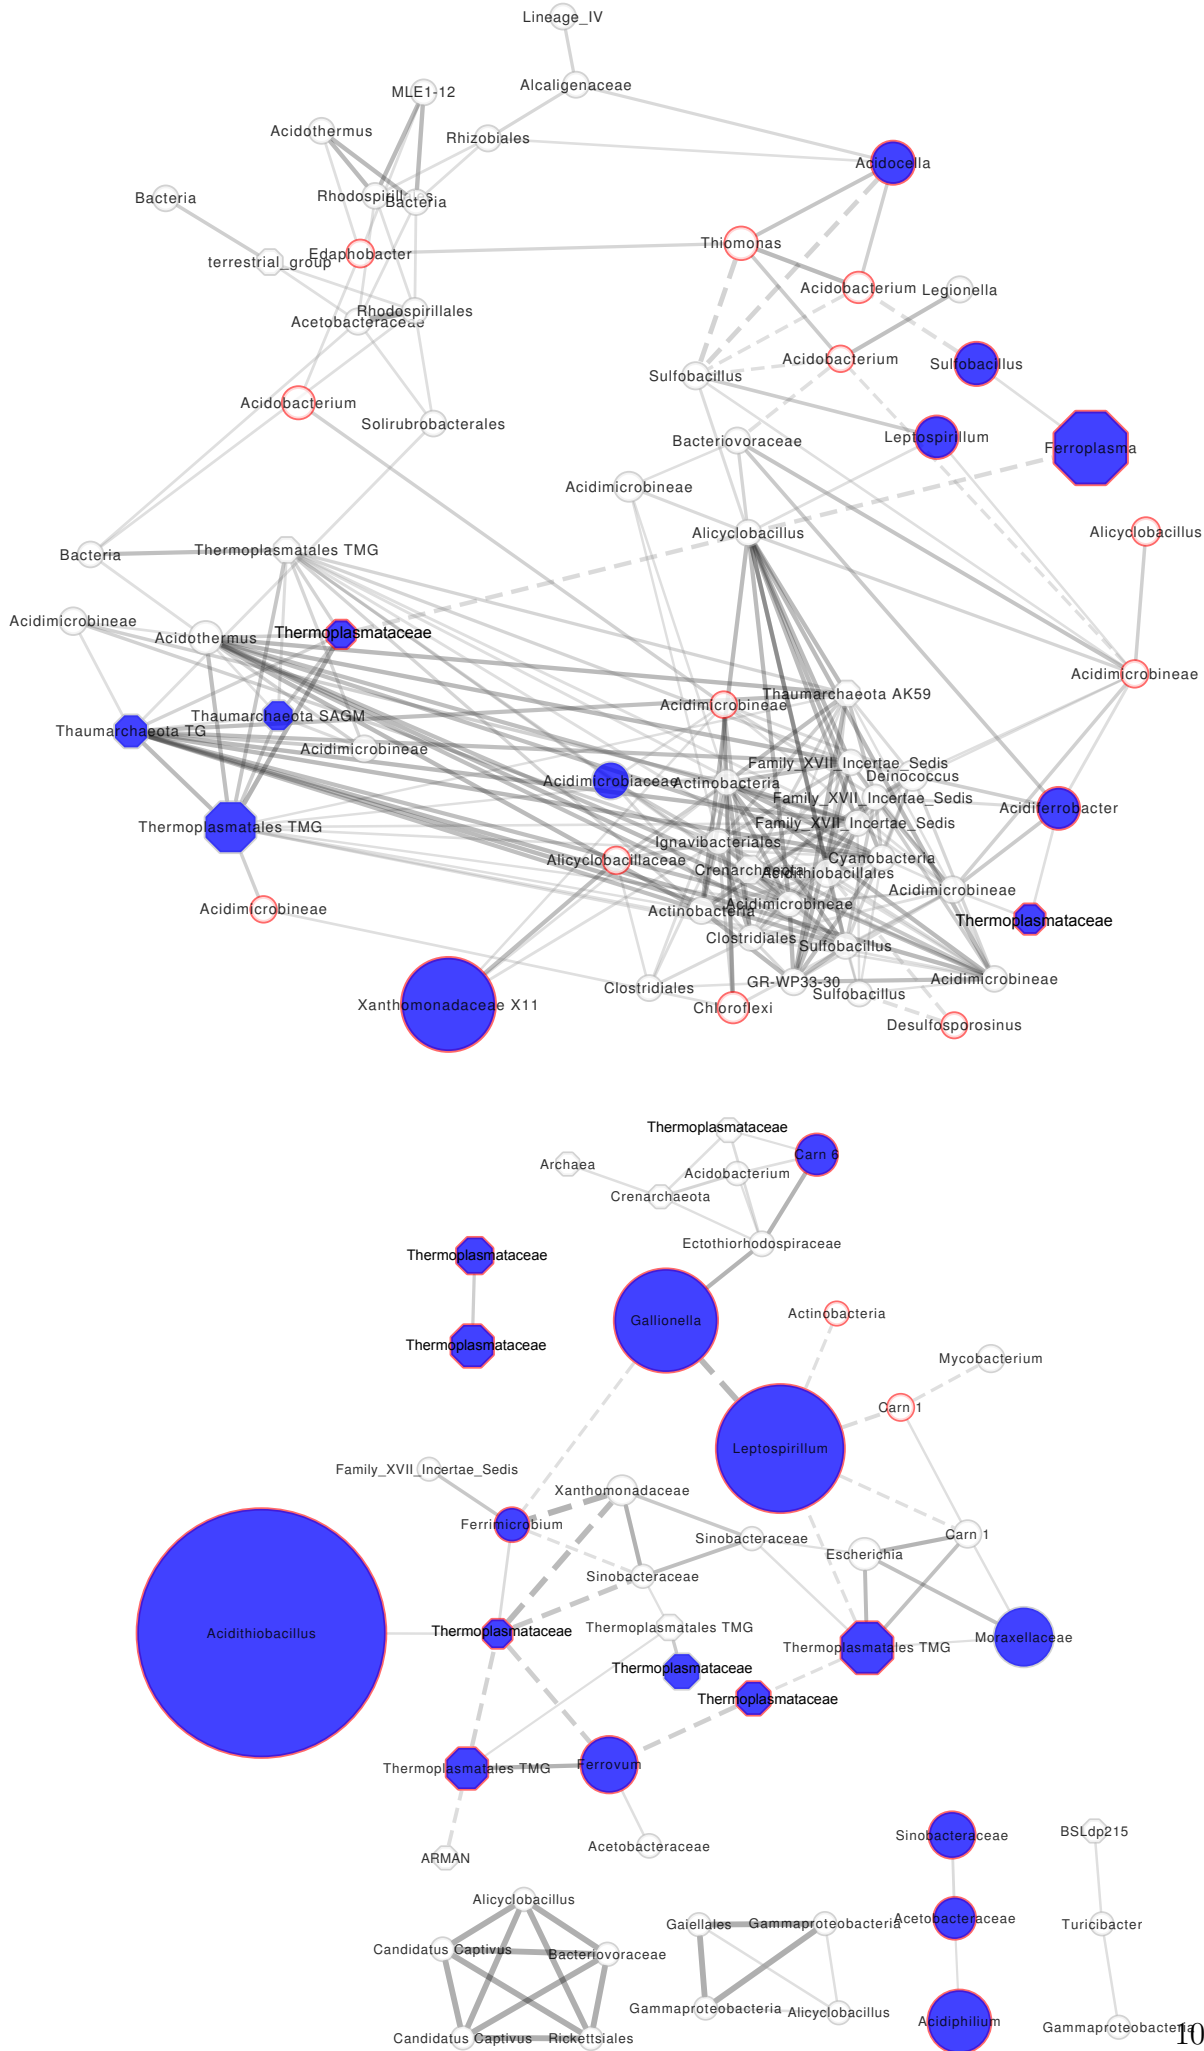 Lineage_IV
Alcaligenaceae
MLE1-12
Acidothermus
Rhizobiales
Acidocella
Bacteria
Rhodospirillales
Bacteria
Thiomonas
Edaphobacter
terrestrial_group
Acidobacterium
Legionella
Rhodospirillales
Acetobacteraceae
Acidobacterium
Sulfobacillus
Sulfobacillus
Acidobacterium
Solirubrobacterales
Bacteriovoraceae
Leptospirillum
Ferroplasma
Acidimicrobineae
Alicyclobacillus
Alicyclobacillus
Bacteria
Thermoplasmatales TMG
Acidimicrobineae
Acidothermus
Thermoplasmataceae
Acidimicrobineae
Thaumarchaeota AK59
Acidimicrobineae
Thaumarchaeota SAGM
Thaumarchaeota TG
Acidimicrobineae
Family_XVII_Incertae_Sedis
Acidimicrobiaceae
Actinobacteria
Deinococcus
Family_XVII_Incertae_Sedis
Acidiferrobacter
Thermoplasmatales TMG
Family_XVII_Incertae_Sedis
Ignavibacteriales
Alicyclobacillaceae
Cyanobacteria
Crenarchaeota
Acidithiobacillales
Acidimicrobineae
Acidimicrobineae
Acidimicrobineae
Actinobacteria
Thermoplasmataceae
Clostridiales
Sulfobacillus
Acidimicrobineae
GR-WP33-30
Clostridiales
Sulfobacillus
Xanthomonadaceae X11
Chloroflexi
Desulfosporosinus
Thermoplasmataceae
Carn 6
Archaea
Acidobacterium
Crenarchaeota
Ectothiorhodospiraceae
Thermoplasmataceae
Actinobacteria
Gallionella
Thermoplasmataceae
Mycobacterium
Carn 1
Leptospirillum
Family_XVII_Incertae_Sedis
Xanthomonadaceae
Ferrimicrobium
Sinobacteraceae
Carn 1
Escherichia
Sinobacteraceae
Acidithiobacillus
Thermoplasmataceae
Thermoplasmatales TMG
Thermoplasmatales TMG
Moraxellaceae
Thermoplasmataceae
Thermoplasmataceae
Thermoplasmatales TMG
Ferrovum
Acetobacteraceae
ARMAN
Sinobacteraceae
BSLdp215
Alicyclobacillus
Gaiellales
Gammaproteobacteria
Acetobacteraceae
Turicibacter
Candidatus Captivus
Bacteriovoraceae
Gammaproteobacteria
Alicyclobacillus
Acidiphilium
Gammaproteobacteria
Candidatus Captivus
Rickettsiales
10